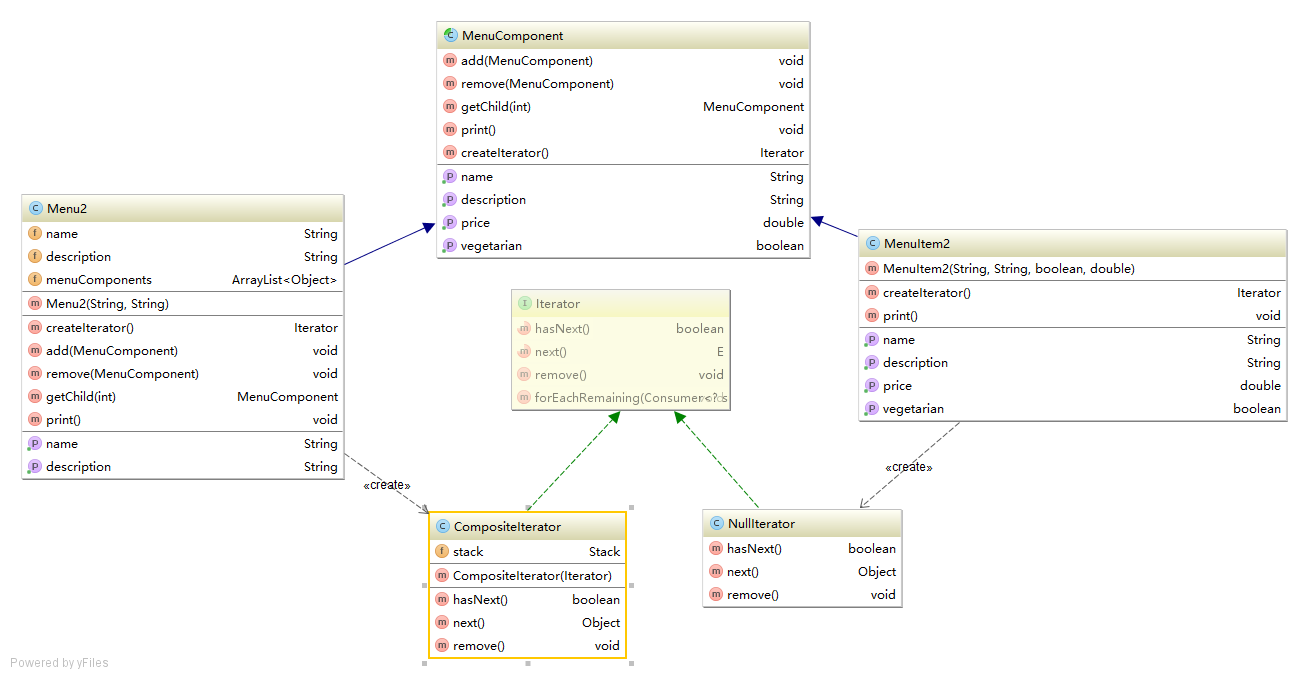 MenuComponent
add(MenuComponent) void
remove(MenuComponent) void
getChild(int) MenuComponent
print() void
createIterator() Iterator
name String
description String
price double
vegetarian boolean
Menu2
name String
description String
menuComponents ArrayList<Object>
Menu2(String, String)
createIterator() Iterator
add(MenuComponent) void
remove(MenuComponent) void
getChild(int) MenuComponent
print() void
name String
description String
MenuItem2
MenuItem2(String, String, boolean, double)
createIterator() Iterator
print() void
name String
description String
price double
vegetarian boolean
Iterator
hasNext() boolean
next() E
remove() void
forEachRemaining(Consumer<?
«create»
«create»
CompositeIterator
stack Stack
CompositeIterator(Iterator)
hasNext() boolean
next() Object
remove() void
NullIterator
hasNext() boolean
next() Object
remove() void
Powered by yFiles